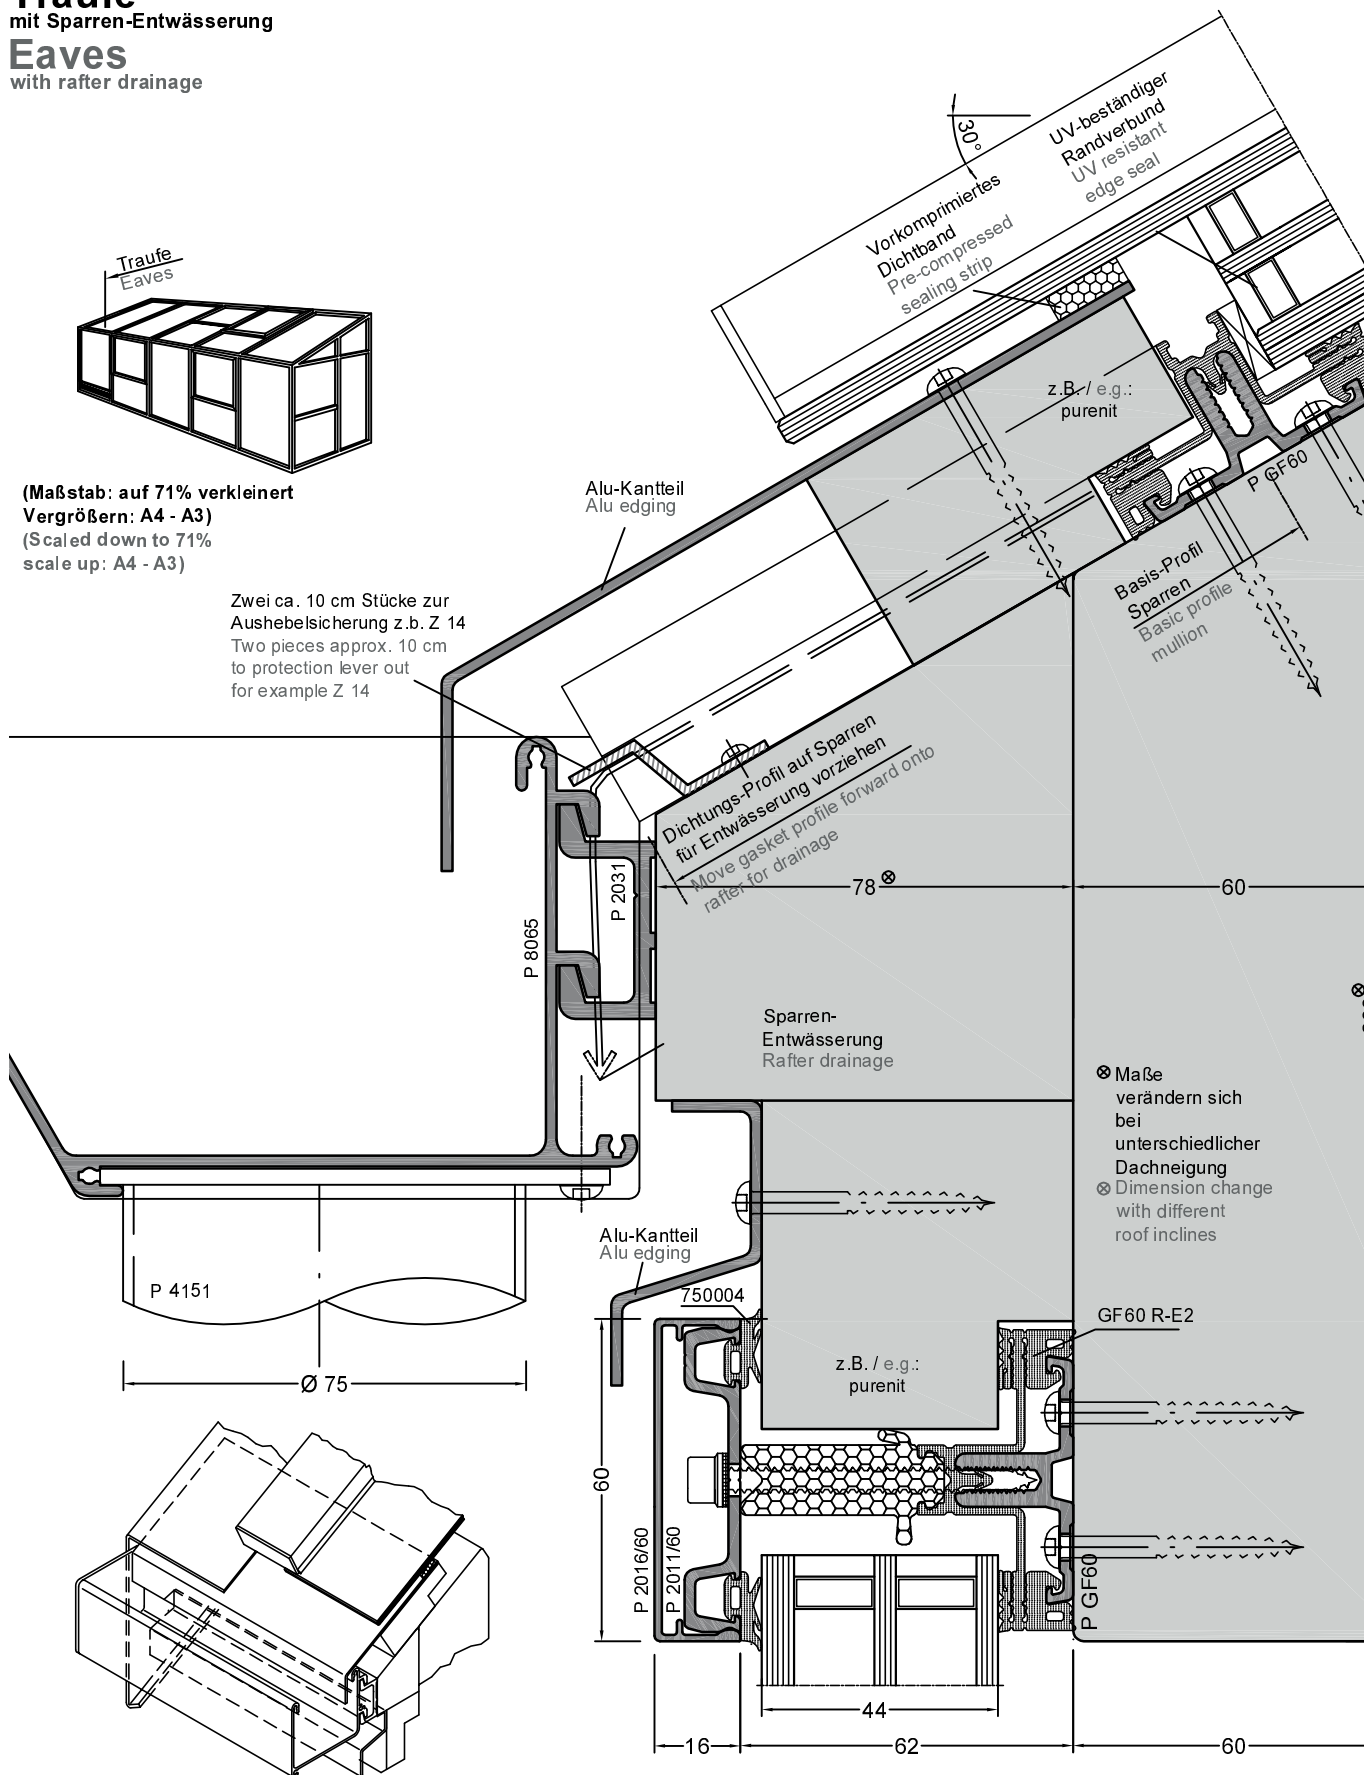 Traufe
mit Sparren-Entwässerung
Eaves
with rafter drainage
30°
UV-beständiger
Randverbund
UV resistant
edge seal
Vorkomprimiertes
Dichtband
Pre-compressed
sealing strip
Traufe
Eaves
z.B. / e.g.:
purenit
P GF60
(Maßstab: auf 71% verkleinert
Vergrößern: A4 - A3)
(Scaled down to 71%
scale up: A4 - A3)
Alu-Kantteil
Alu edging
Basis-Profil
Sparren
Basic profile
mullion
Zwei ca. 10 cm Stücke zur
Aushebelsicherung z.b. Z 14
Two pieces approx. 10 cm
to protection lever out
for example Z 14
Dichtungs-Profil auf Sparren
für Entwässerung vorziehen
Move gasket profile forward onto
rafter for drainage
78 ⊗
60
P 2031
P 8065
Sparren-
Entwässerung
Rafter drainage
⊗ Maße
verändern sich
bei
unterschiedlicher
Dachneigung
⊗ Dimension change
with different
roof inclines
Alu-Kantteil
Alu edging
P 4151
750004
GF60 R-E2
z.B. / e.g.:
purenit
Ø 75
60
P 2016/60
P 2011/60
P GF60
44
16
62
60